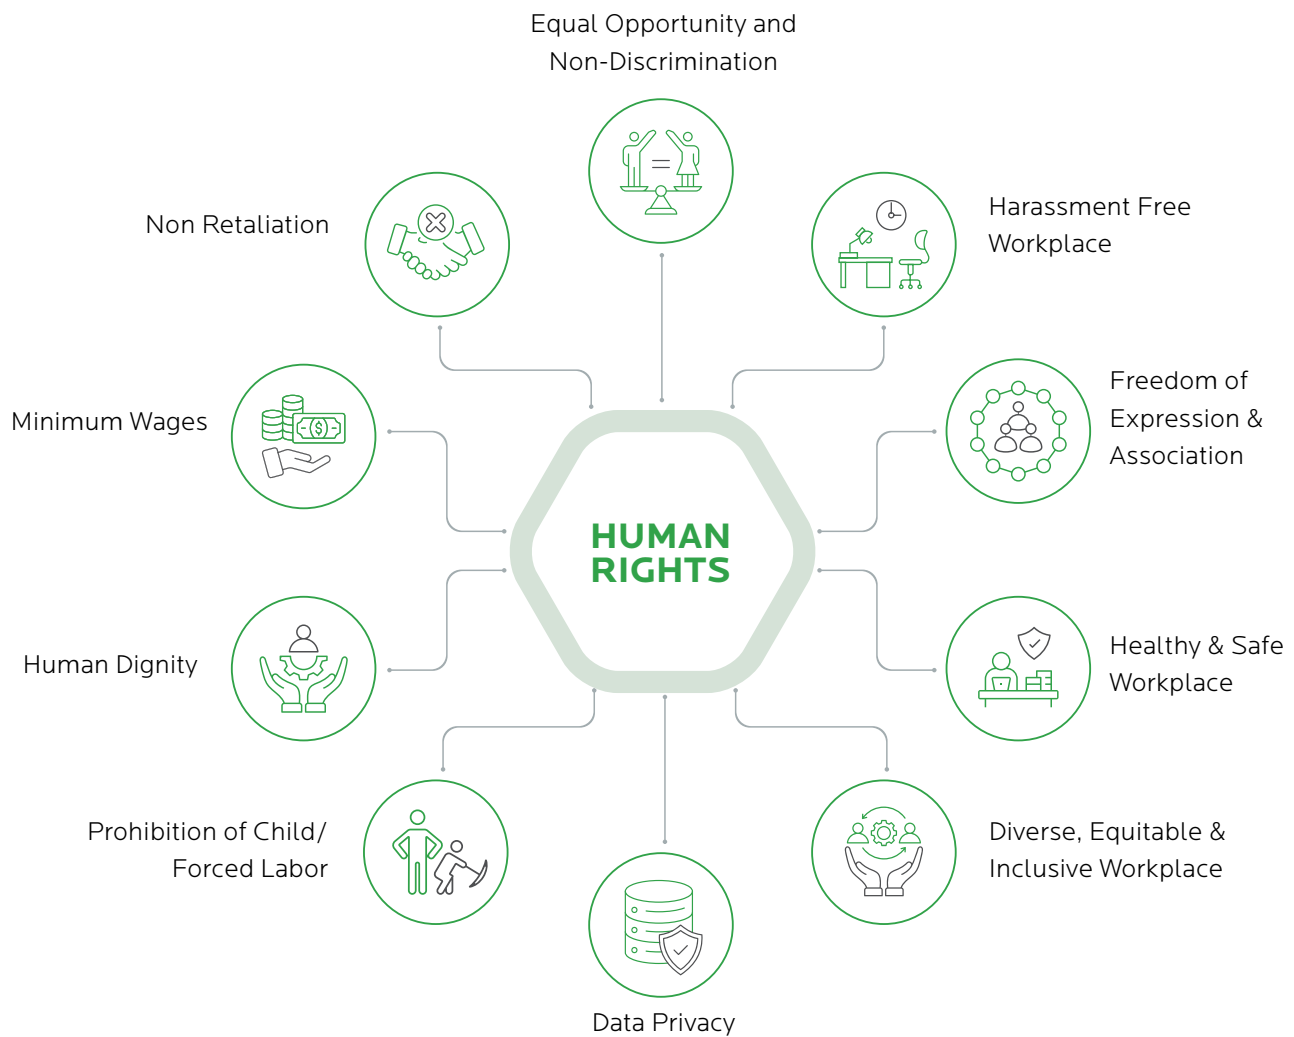 Equal Opportunity and
Non-Discrimination
Non Retaliation
Harassment Free
Workplace
Minimum Wages
Freedom of
Expression &
Association
HUMAN
RIGHTS
Human Dignity
Healthy & Safe
Workplace
Prohibition of Child/
Forced Labor
Diverse, Equitable &
Inclusive Workplace
Data Privacy